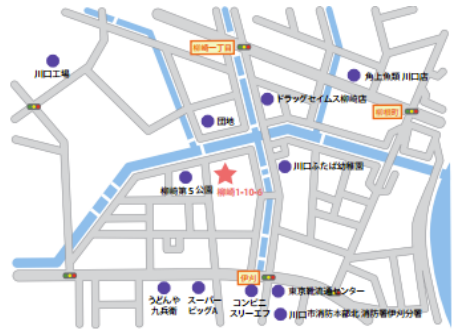 柳崎一丁目
川口工場
角上魚類 川口店
ドラッグセイムス柳崎店
柳根町
団地
川口ふたば幼稚園
柳崎第5公園
柳崎1-10-6
伊刈
うどんや
九兵衛
スーパー
ビッグA
コンビニ
スリーエフ
東京靴流通センター
川口市消防本部北 消防署伊刈分署